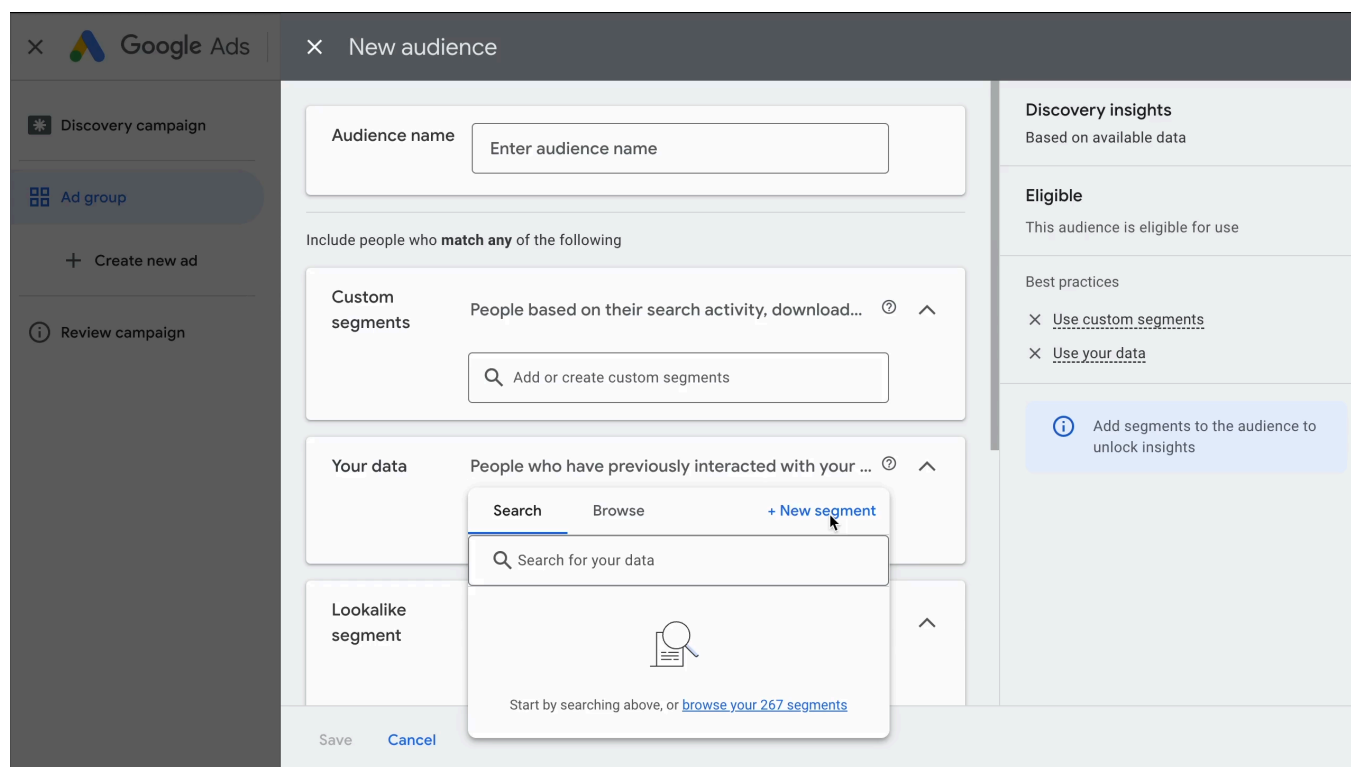 Google Ads
New audience
Discovery campaign
Ad group
Create new ad
Review campaign
Audience name
Enter audience name
Include people who match any of the following
Custom
segments
People based on their search activity, download...
Add or create custom segments
Your data
People who have previously interacted with your ...
Search
Browse
+ New segment
Search for your data
Start by searching above, or browse your 267 segments
Lookalike
segment
Save
Cancel
Discovery insights
Based on available data
Eligible
This audience is eligible for use
Best practices
Use custom segments
Use your data
Add segments to the audience to
unlock insights